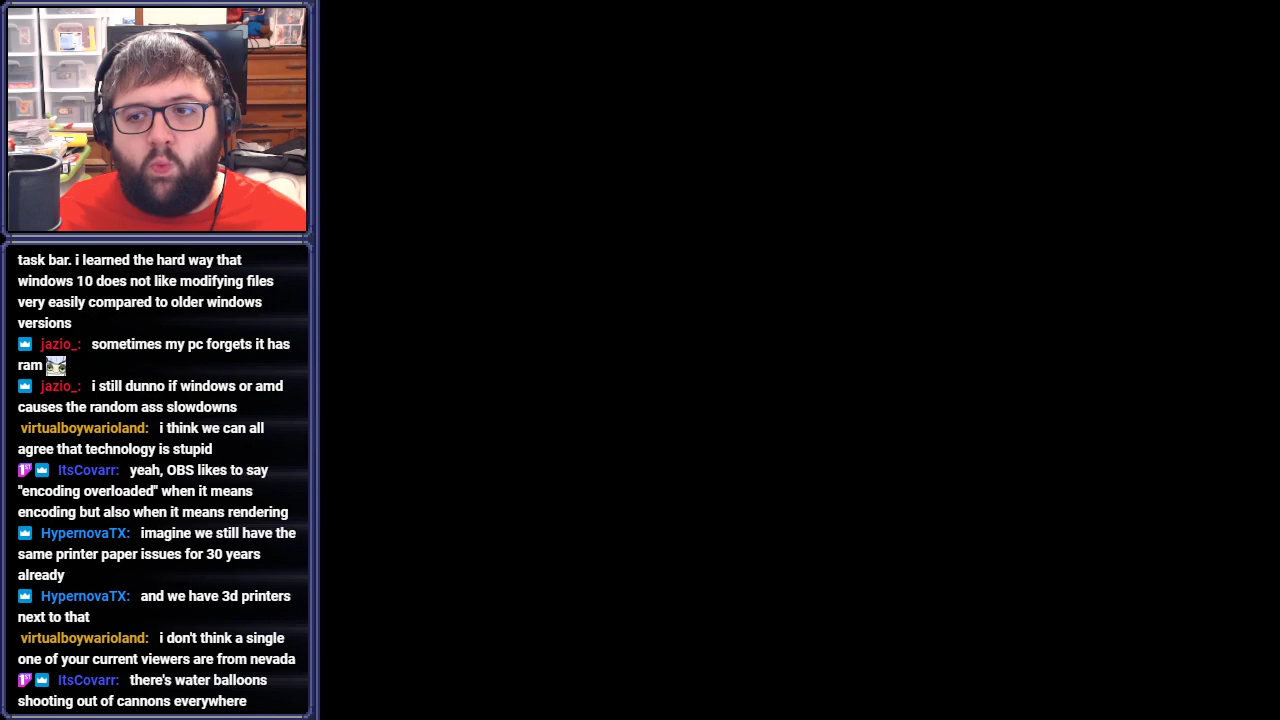 task bar. i learned the hard way that
windows 10 does not like modifying files
very easily compared to older windows
versions
jazio_: sometimes my pc forgets it has
ram
jazio_: i still dunno if windows or amd
causes the random ass slowdowns
virtualboywarioland: i think we can all
agree that technology is stupid
1ST ItsCovarr: yeah, OBS likes to say
"encoding overloaded" when it means
encoding but also when it means rendering
HypernovaTX: imagine we still have the
same printer paper issues for 30 years
already
HypernovaTX: and we have 3d printers
next to that
virtualboywarioland: i don't think a single
one of your current viewers are from nevada
1ST ItsCovarr: there's water balloons
shooting out of cannons everywhere